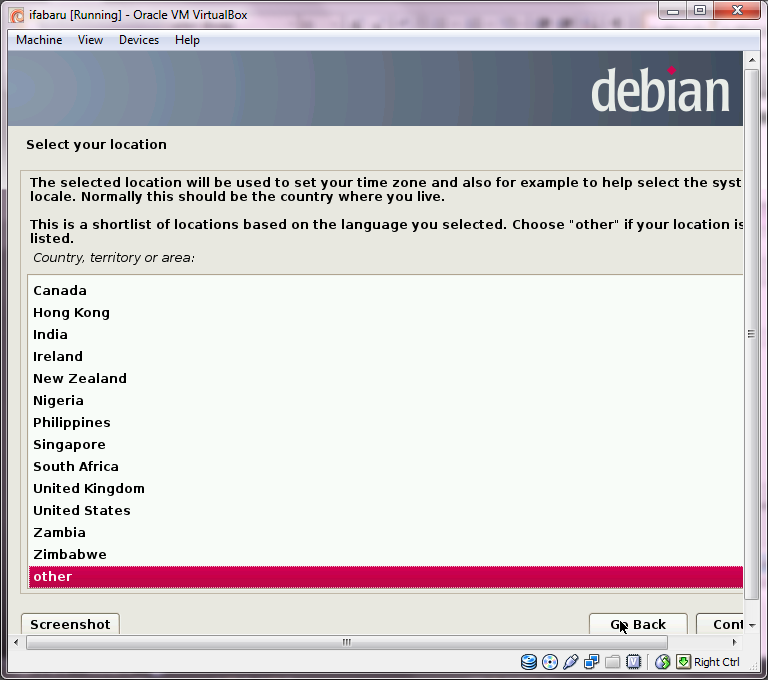 ifabaru [Running] - Oracle VM VirtualBox
Machine View Devices Help
debian
Select your location
The selected location will be used to set your time zone and also for example to help select the syst
locale. Normally this should be the country where you live.
This is a shortlist of locations based on the language you selected. Choose "other" if your location is
listed.
Country, territory or area:
Canada
Hong Kong
India
Ireland
New Zealand
Nigeria
Philippines
Singapore
South Africa
United Kingdom
United States
Zambia
Zimbabwe
other
Screenshot Go Back Cont
Right Ctrl